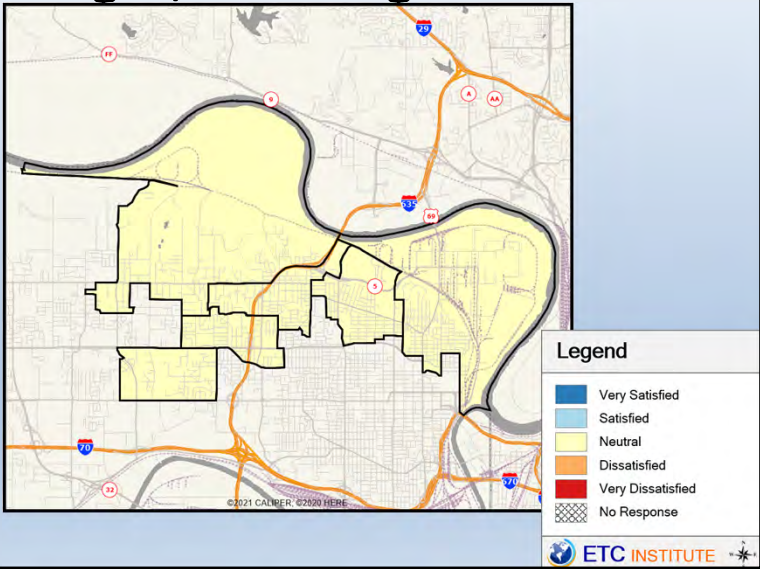 29
FF
9
A
AA
635
69
5
70
32
670
©2021 CALIPER; ©2020 HERE
Legend
Very Satisfied
Satisfied
Neutral
Dissatisfied
Very Dissatisfied
No Response
ETC INSTITUTE